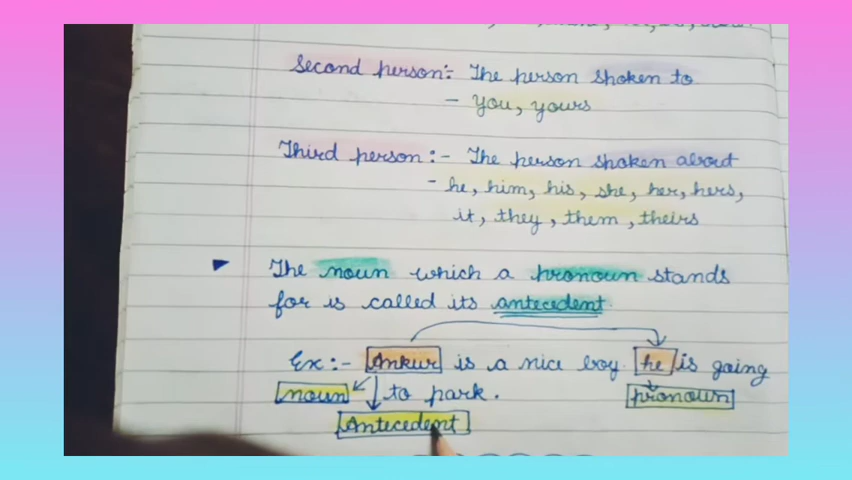 Second person:- The person spoken to
- you, yours
Third person :- The person spoken about
- he, him, his, she, her, hers,
it, they, them, theirs
The noun which a pronoun stands
for is called its antecedent.
Ex:- Ankur is a nice boy. he is going
noun to park. pronoun
Antecedent